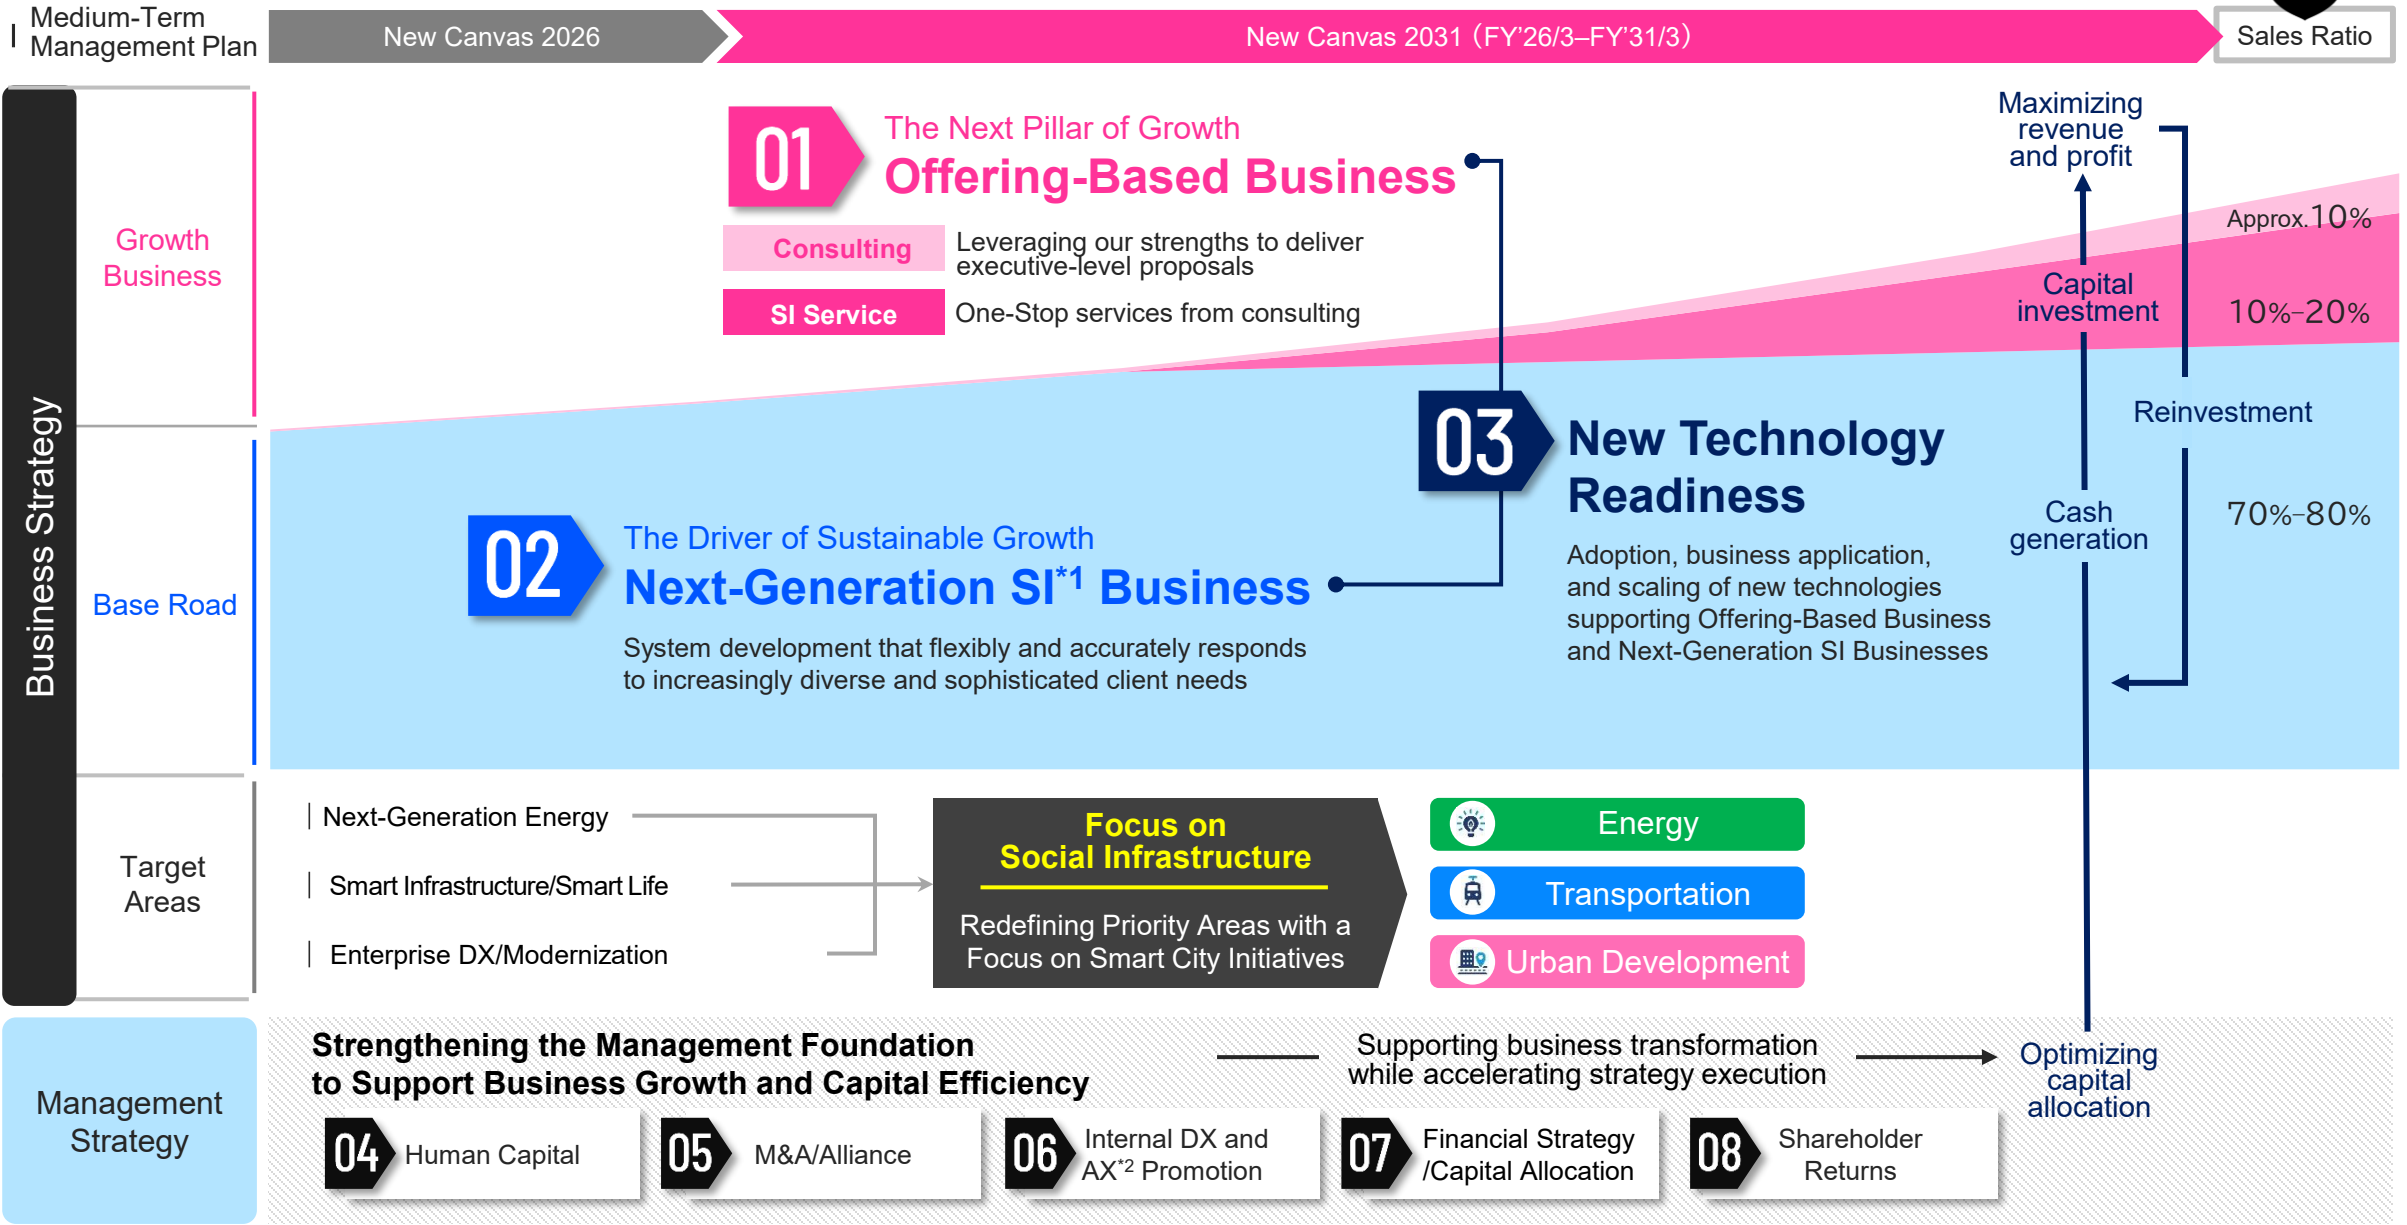 Medium-Term
Management Plan
New Canvas 2026
New Canvas 2031（FY’26/3–FY’31/3）
Sales Ratio
Business Strategy
Growth
Business
01
The Next Pillar of Growth
Offering-Based Business
Consulting
Leveraging our strengths to deliver
executive-level proposals
SI Service
One-Stop services from consulting
Maximizing
revenue
and profit
Approx.10%
Capital
investment
10%–20%
Reinvestment
Base Road
02
The Driver of Sustainable Growth
Next-Generation SI*1 Business
System development that flexibly and accurately responds
to increasingly diverse and sophisticated client needs
03
New Technology
Readiness
Adoption, business application,
and scaling of new technologies
supporting Offering-Based Business
and Next-Generation SI Businesses
Cash
generation
70%–80%
Target
Areas
Next-Generation Energy
Smart Infrastructure/Smart Life
Enterprise DX/Modernization
Focus on
Social Infrastructure
Redefining Priority Areas with a
Focus on Smart City Initiatives
Energy
Transportation
Urban Development
Management
Strategy
Strengthening the Management Foundation
to Support Business Growth and Capital Efficiency
Supporting business transformation
while accelerating strategy execution
Optimizing
capital
allocation
04
Human Capital
05
M&A/Alliance
06
Internal DX and
AX*2 Promotion
07
Financial Strategy
/Capital Allocation
08
Shareholder
Returns